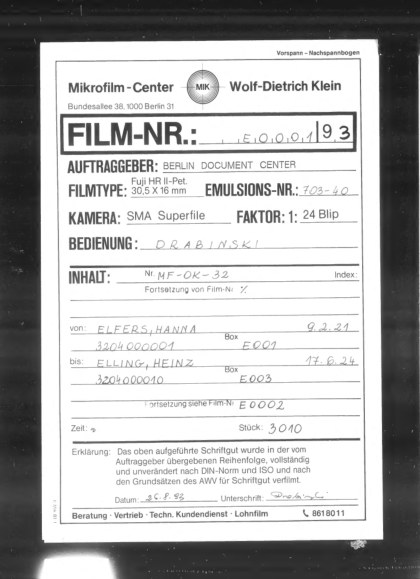 Vorspann - Nachspannbogen
Mikrofilm - Center MIK Wolf-Dietrich Klein
Bundesallee 38, 1000 Berlin 31
FILM-NR.: E0001 | 93
AUFTRAGGEBER: BERLIN DOCUMENT CENTER
FILMTYPE: Fuji HR II-Pet. 30,5 X 16 mm EMULSIONS-NR.: 703-40
KAMERA: SMA Superfile FAKTOR: 1: 24 Blip
BEDIENUNG: DRABINSKI
INHALT: Nr. MF-OK-32 Index:
Fortsetzung von Film-Nr. %
von: ELFERS, HANNA 9.2.21
3204000001 Box E001
bis: ELLING, HEINZ 17.6.24
3204000010 Box E003
Fortsetzung siehe Film-Nr. E0002
Zeit: Stück: 3010
Erklärung: Das oben aufgeführte Schriftgut wurde in der vom
Auftraggeber übergebenen Reihenfolge, vollständig
und unverändert nach DIN-Norm und ISO und nach
den Grundsätzen des AWV für Schriftgut verfilmt.
Datum: 26.8.93 Unterschrift: Drabinski
Beratung · Vertrieb · Techn. Kundendienst · Lohnfilm 8618011